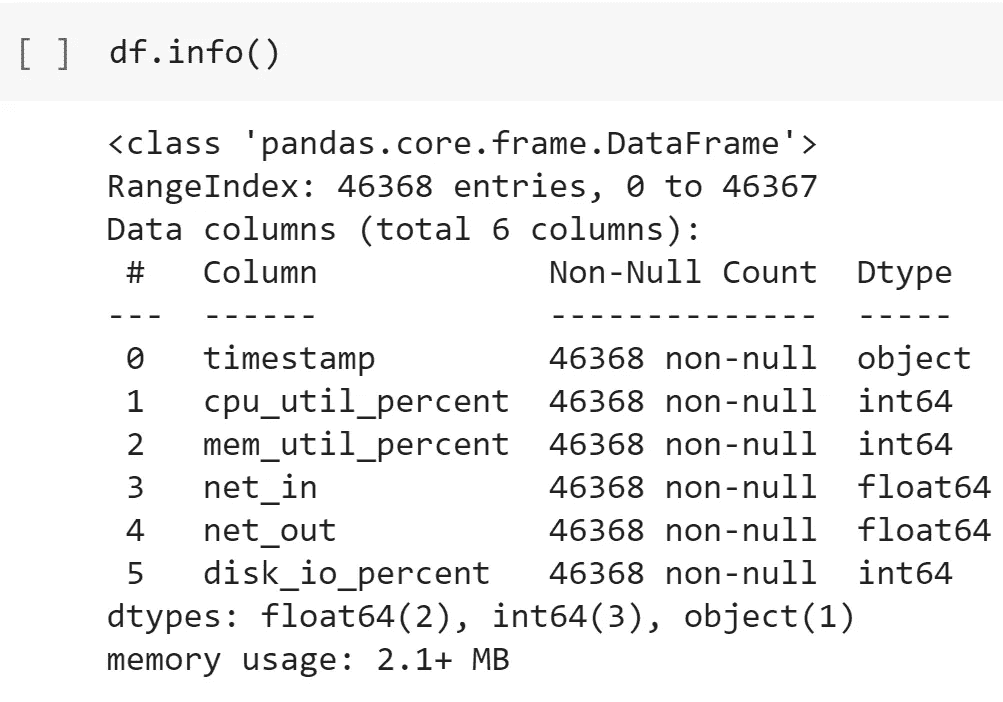 [ ] df.info()
<class 'pandas.core.frame.DataFrame'>
RangeIndex: 46368 entries, 0 to 46367
Data columns (total 6 columns):
 #   Column            Non-Null Count  Dtype
---  ------            --------------  -----
 0   timestamp         46368 non-null  object
 1   cpu_util_percent  46368 non-null  int64
 2   mem_util_percent  46368 non-null  int64
 3   net_in            46368 non-null  float64
 4   net_out           46368 non-null  float64
 5   disk_io_percent   46368 non-null  int64
dtypes: float64(2), int64(3), object(1)
memory usage: 2.1+ MB